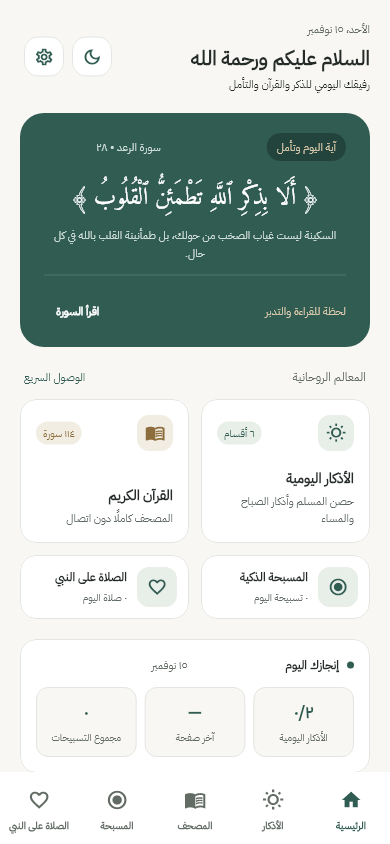 الأحد، ١٥ نوفمبر
السلام عليكم ورحمة الله
رفيقك اليومي للذكر والقرآن والتأمل
آية اليوم وتأمل
سورة الرعد • ٢٨
﴿ أَلَا بِذِكْرِ ٱللَّهِ تَطْمَئِنُّ ٱلْقُلُوبُ ﴾
السكينة ليست غياب الصخب من حولك، بل طمأنينة القلب بالله في كل
حال.
لحظة للقراءة والتدبر
اقرأ السورة
المعالم الروحانية
الوصول السريع
٦ أقسام
الأذكار اليومية
حصن المسلم وأذكار الصباح
والمساء
١١٤ سورة
القرآن الكريم
المصحف كاملًا دون اتصال
المسبحة الذكية
٠ تسبيحة اليوم
الصلاة على النبي
٠ صلاة اليوم
إنجازك اليوم
١٥ نوفمبر
٠/٢
الأذكار اليومية
—
آخر صفحة
٠
مجموع التسبيحات
الرئيسية
الأذكار
المصحف
المسبحة
الصلاة على النبي